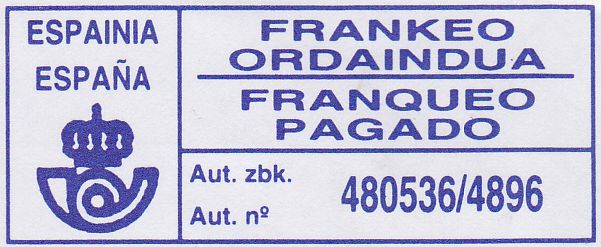 ESPAINIA
ESPAÑA
FRANKEO
ORDAINDUA
FRANQUEO
PAGADO
Aut. zbk.
Aut. nº
480536/4896